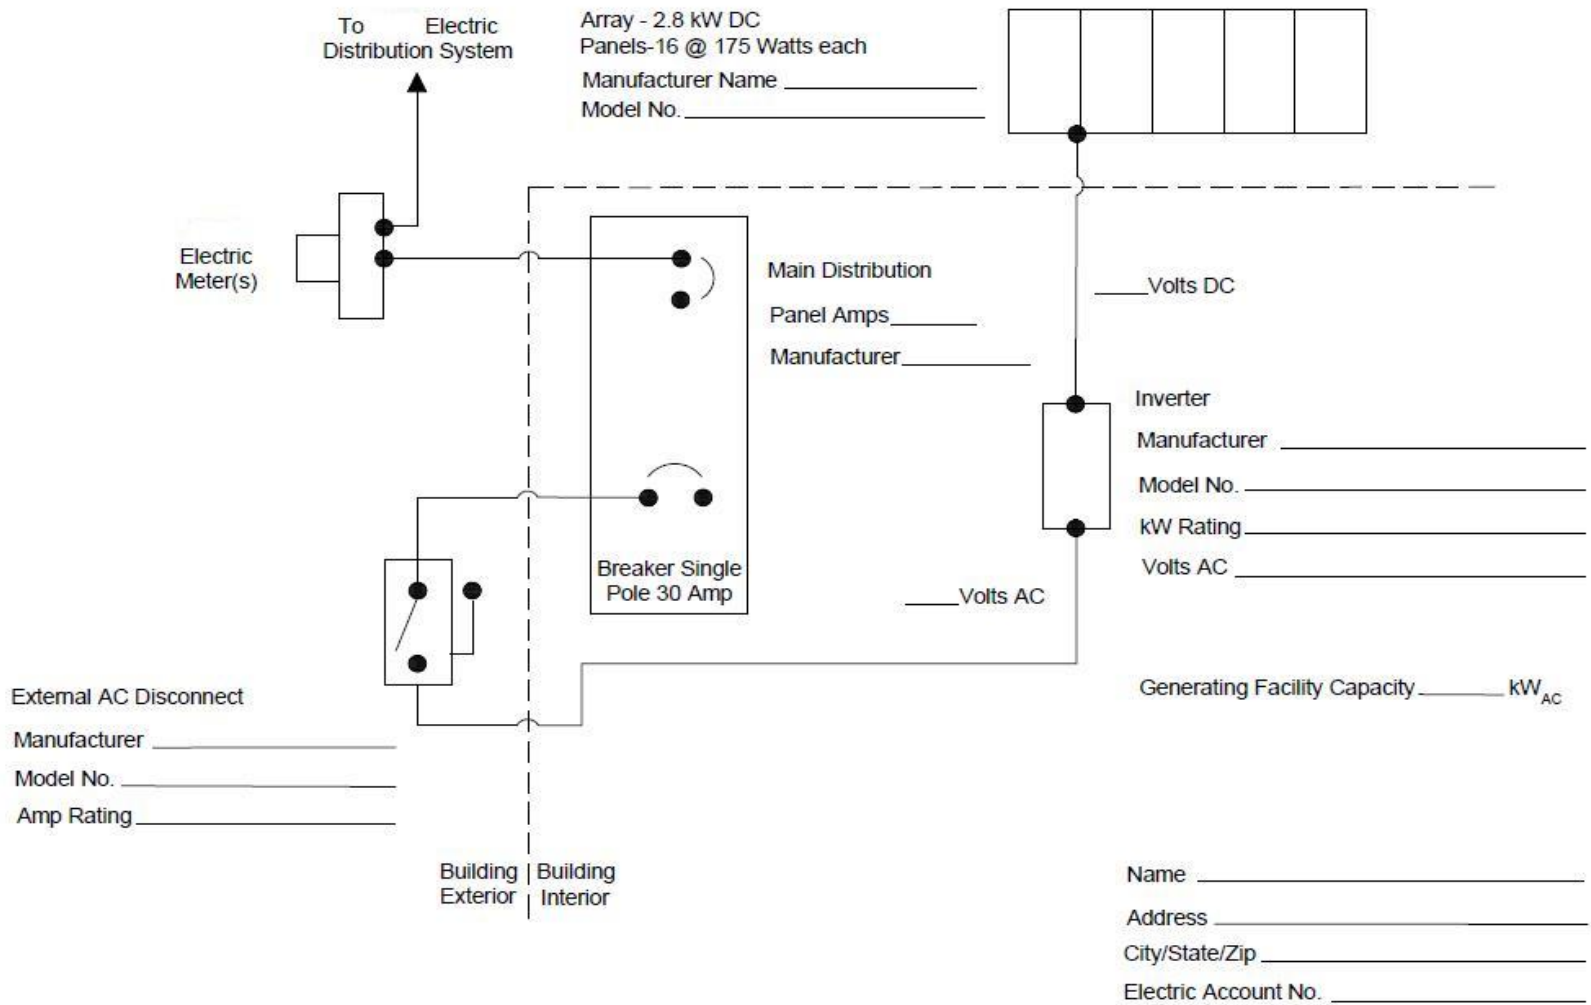 To Electric
Distribution System
Array - 2.8 kW DC
Panels-16 @ 175 Watts each
Manufacturer Name
Model No.
Electric
Meter(s)
Main Distribution
Panel Amps
Manufacturer
Volts DC
Inverter
Manufacturer
Model No.
kW Rating
Volts AC
Breaker Single
Pole 30 Amp
Volts AC
External AC Disconnect
Manufacturer
Model No.
Amp Rating
Generating Facility Capacity kWAC
Building
Exterior
Building
Interior
Name
Address
City/State/Zip
Electric Account No.